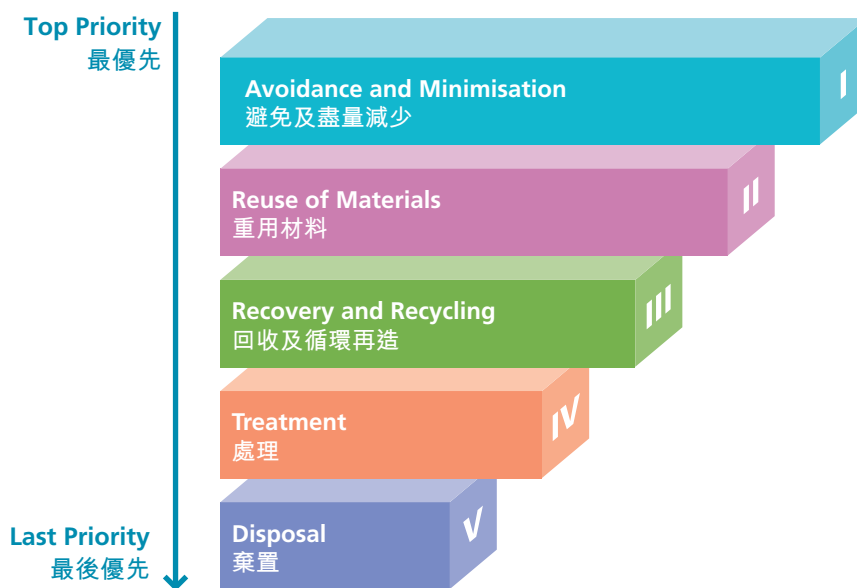 Top Priority
最優先
Avoidance and Minimisation
避免及盡量減少
I
Reuse of Materials
重用材料
II
Recovery and Recycling
回收及循環再造
III
Treatment
處理
IV
Disposal
棄置
V
Last Priority
最後優先